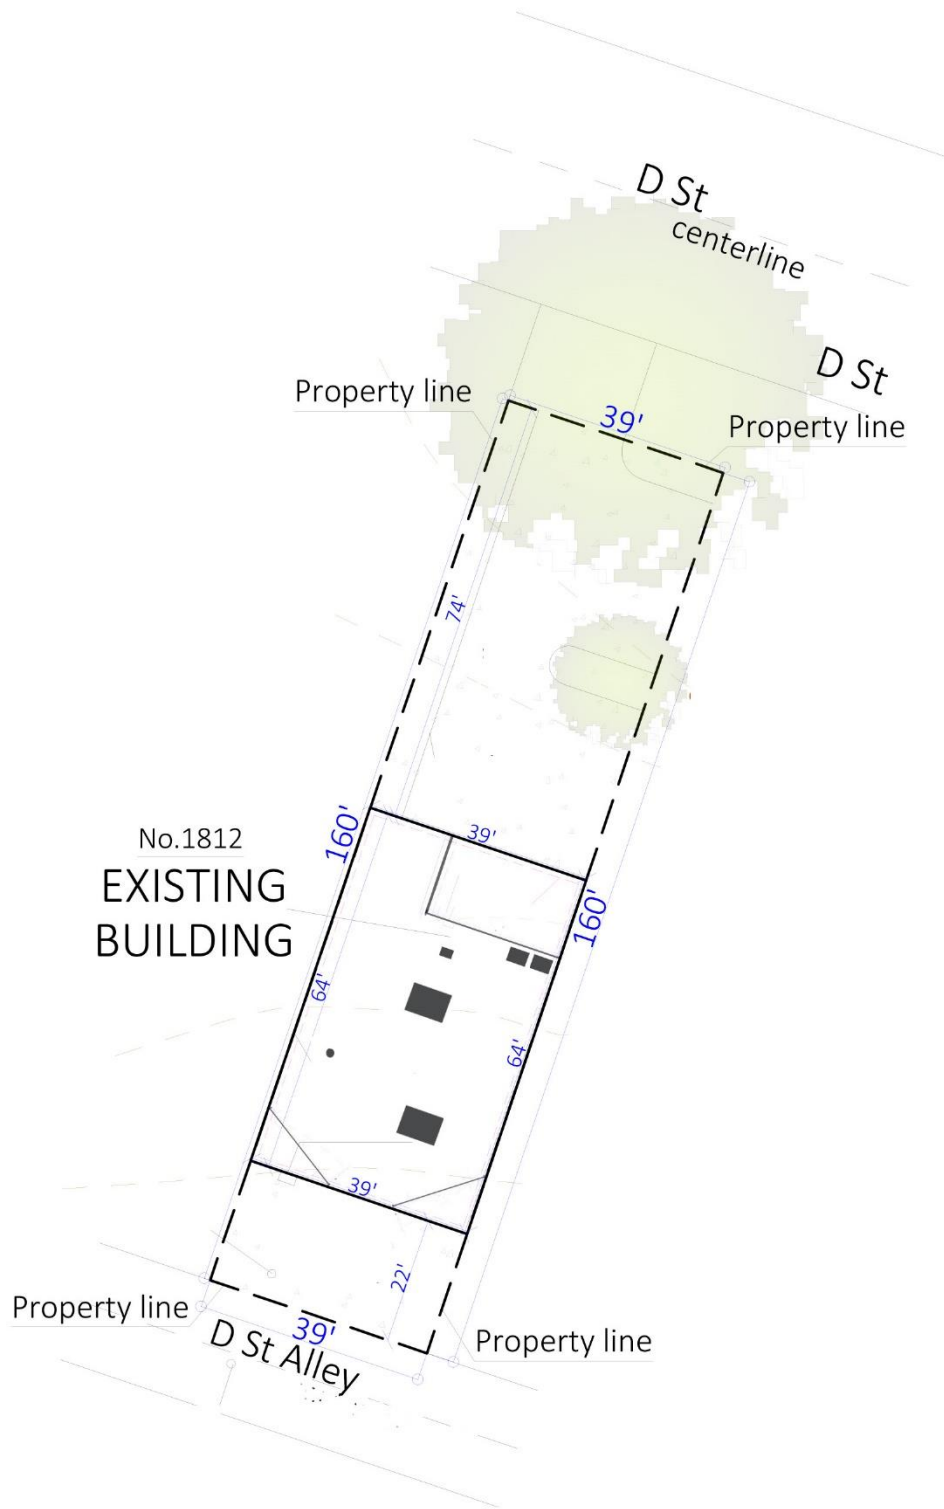 D St
centerline
D St
Property line
39'
Property line
74'
160'
39'
No.1812
EXISTING
BUILDING
160'
64'
64'
39'
22'
Property line
39'
D St Alley
Property line